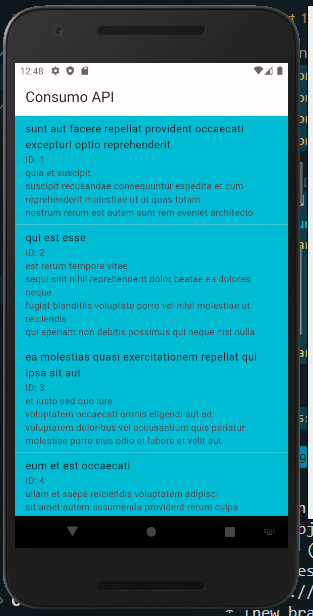 12:48
Consumo API
sunt aut facere repellat provident occaecati
excepturi optio reprehenderit
ID: 1
quia et suscipit
suscipit recusandae consequuntur expedita et cum
reprehenderit molestiae ut ut quas totam
nostrum rerum est autem sunt rem eveniet architecto
qui est esse
ID: 2
est rerum tempore vitae
sequi sint nihil reprehenderit dolor beatae ea dolores
neque
fugiat blanditiis voluptate porro vel nihil molestiae ut
reiciendis
qui aperiam non debitis possimus qui neque nisi nulla
ea molestias quasi exercitationem repellat qui
ipsa sit aut
ID: 3
et iusto sed quo iure
voluptatem occaecati omnis eligendi aut ad
voluptatem doloribus vel accusantium quis pariatur
molestiae porro eius odio et labore et velit aut
eum et est occaecati
ID: 4
ullam et saepe reiciendis voluptatem adipisci
sit amet autem assumenda provident rerum culpa